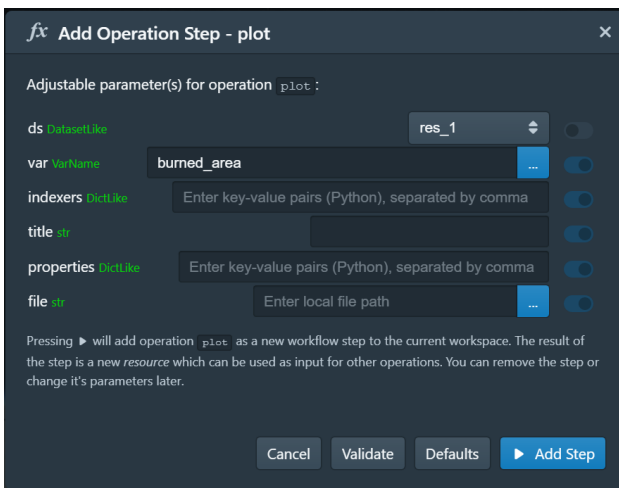 fx Add Operation Step - plot ×
Adjustable parameter(s) for operation plot:
ds DatasetLike res_1
var VarName burned_area ...
indexers DictLike Enter key-value pairs (Python), separated by comma
title str
properties DictLike Enter key-value pairs (Python), separated by comma
file str Enter local file path ...
Pressing ▶ will add operation plot as a new workflow step to the current workspace. The result of
the step is a new resource which can be used as input for other operations. You can remove the step or
change it's parameters later.
Cancel Validate Defaults ▶ Add Step